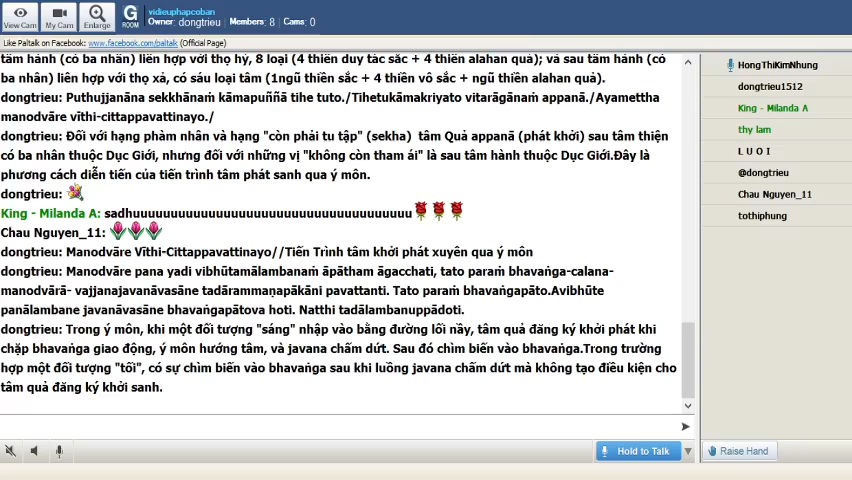 vidieuphapcoban
Owner: dongtrieu Members: 8 Cams: 0
View Cam My Cam Enlarge G ROOM
Like Paltalk on Facebook: www.facebook.com/paltalk (Official Page)
tâm hành (có ba nhân) liên hợp với thọ hỷ, 8 loại (4 thiền duy tác sắc + 4 thiền alahan quả); và sau tâm hành (có
ba nhân) liên hợp với thọ xả, có sáu loại tâm (1ngũ thiền sắc + 4 thiền vô sắc + ngũ thiền alahan quả).
dongtrieu: Puthujjanāna sekkhānaṁ kāmapuññā tihe tuto./Tihetukāmakriyato vitarāgānaṁ appanā./Ayamettha
manodvāre vīthi-cittappavattinayo./
dongtrieu: Đối với hạng phàm nhân và hạng "còn phải tu tập" (sekha) tâm Quả appanā (phát khởi) sau tâm thiện
có ba nhân thuộc Dục Giới, nhưng đối với những vị "không còn tham ái" là sau tâm hành thuộc Dục Giới.Đây là
phương cách diễn tiến của tiến trình tâm phát sanh qua ý môn.
dongtrieu:
King - Milanda A: sadhuuuuuuuuuuuuuuuuuuuuuuuuuuuuuuuuuuuuu
Chau Nguyen_11:
dongtrieu: Manodvāre Vīthi-Cittappavattinayo//Tiến Trình tâm khởi phát xuyên qua ý môn
dongtrieu: Manodvāre pana yadi vibhūtamālambanaṁ āpātham āgacchati, tato paraṁ bhavaṅga-calana-
manodvārā- vajjanajavanāvasāne tadārammaṇapākāni pavattanti. Tato paraṁ bhavaṅgapāto.Avibhūte
panālambane javanāvasāne bhavaṅgapātova hoti. Natthi tadālambanuppādoti.
dongtrieu: Trong ý môn, khi một đối tượng "sáng" nhập vào bằng đường lối nầy, tâm quả đăng ký khởi phát khi
chặp bhavaṅga giao động, ý môn hướng tâm, và javana chấm dứt. Sau đó chìm biến vào bhavaṅga.Trong trường
hợp một đối tượng "tối", có sự chìm biến vào bhavaṅga sau khi luồng javana chấm dứt mà không tạo điều kiện cho
tâm quả đăng ký khởi sanh.
HongThiKimNhung
dongtrieu1512
King - Milanda A
thy lam
L U O I
@dongtrieu
Chau Nguyen_11
tothiphung
Hold to Talk
Raise Hand